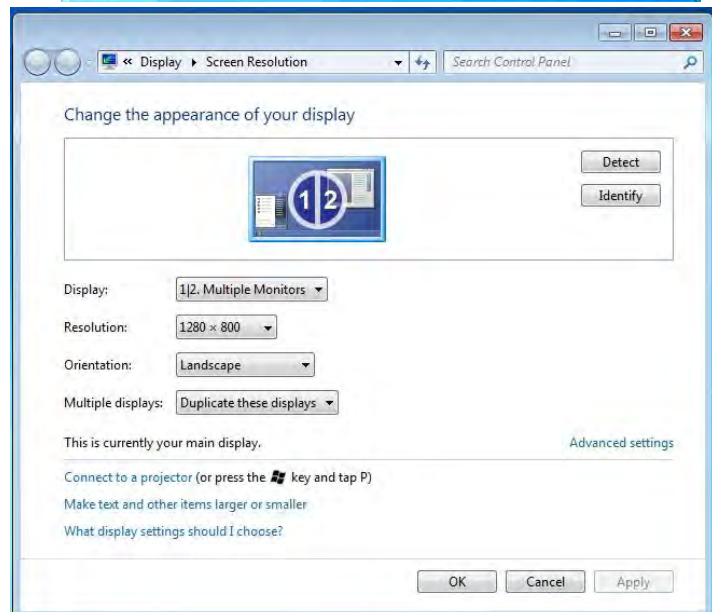 « Display ▸ Screen Resolution
Search Control Panel
Change the appearance of your display
1|2
Detect
Identify
Display: 1|2. Multiple Monitors
Resolution: 1280 × 800
Orientation: Landscape
Multiple displays: Duplicate these displays
This is currently your main display. Advanced settings
Connect to a projector (or press the key and tap P)
Make text and other items larger or smaller
What display settings should I choose?
OK Cancel Apply